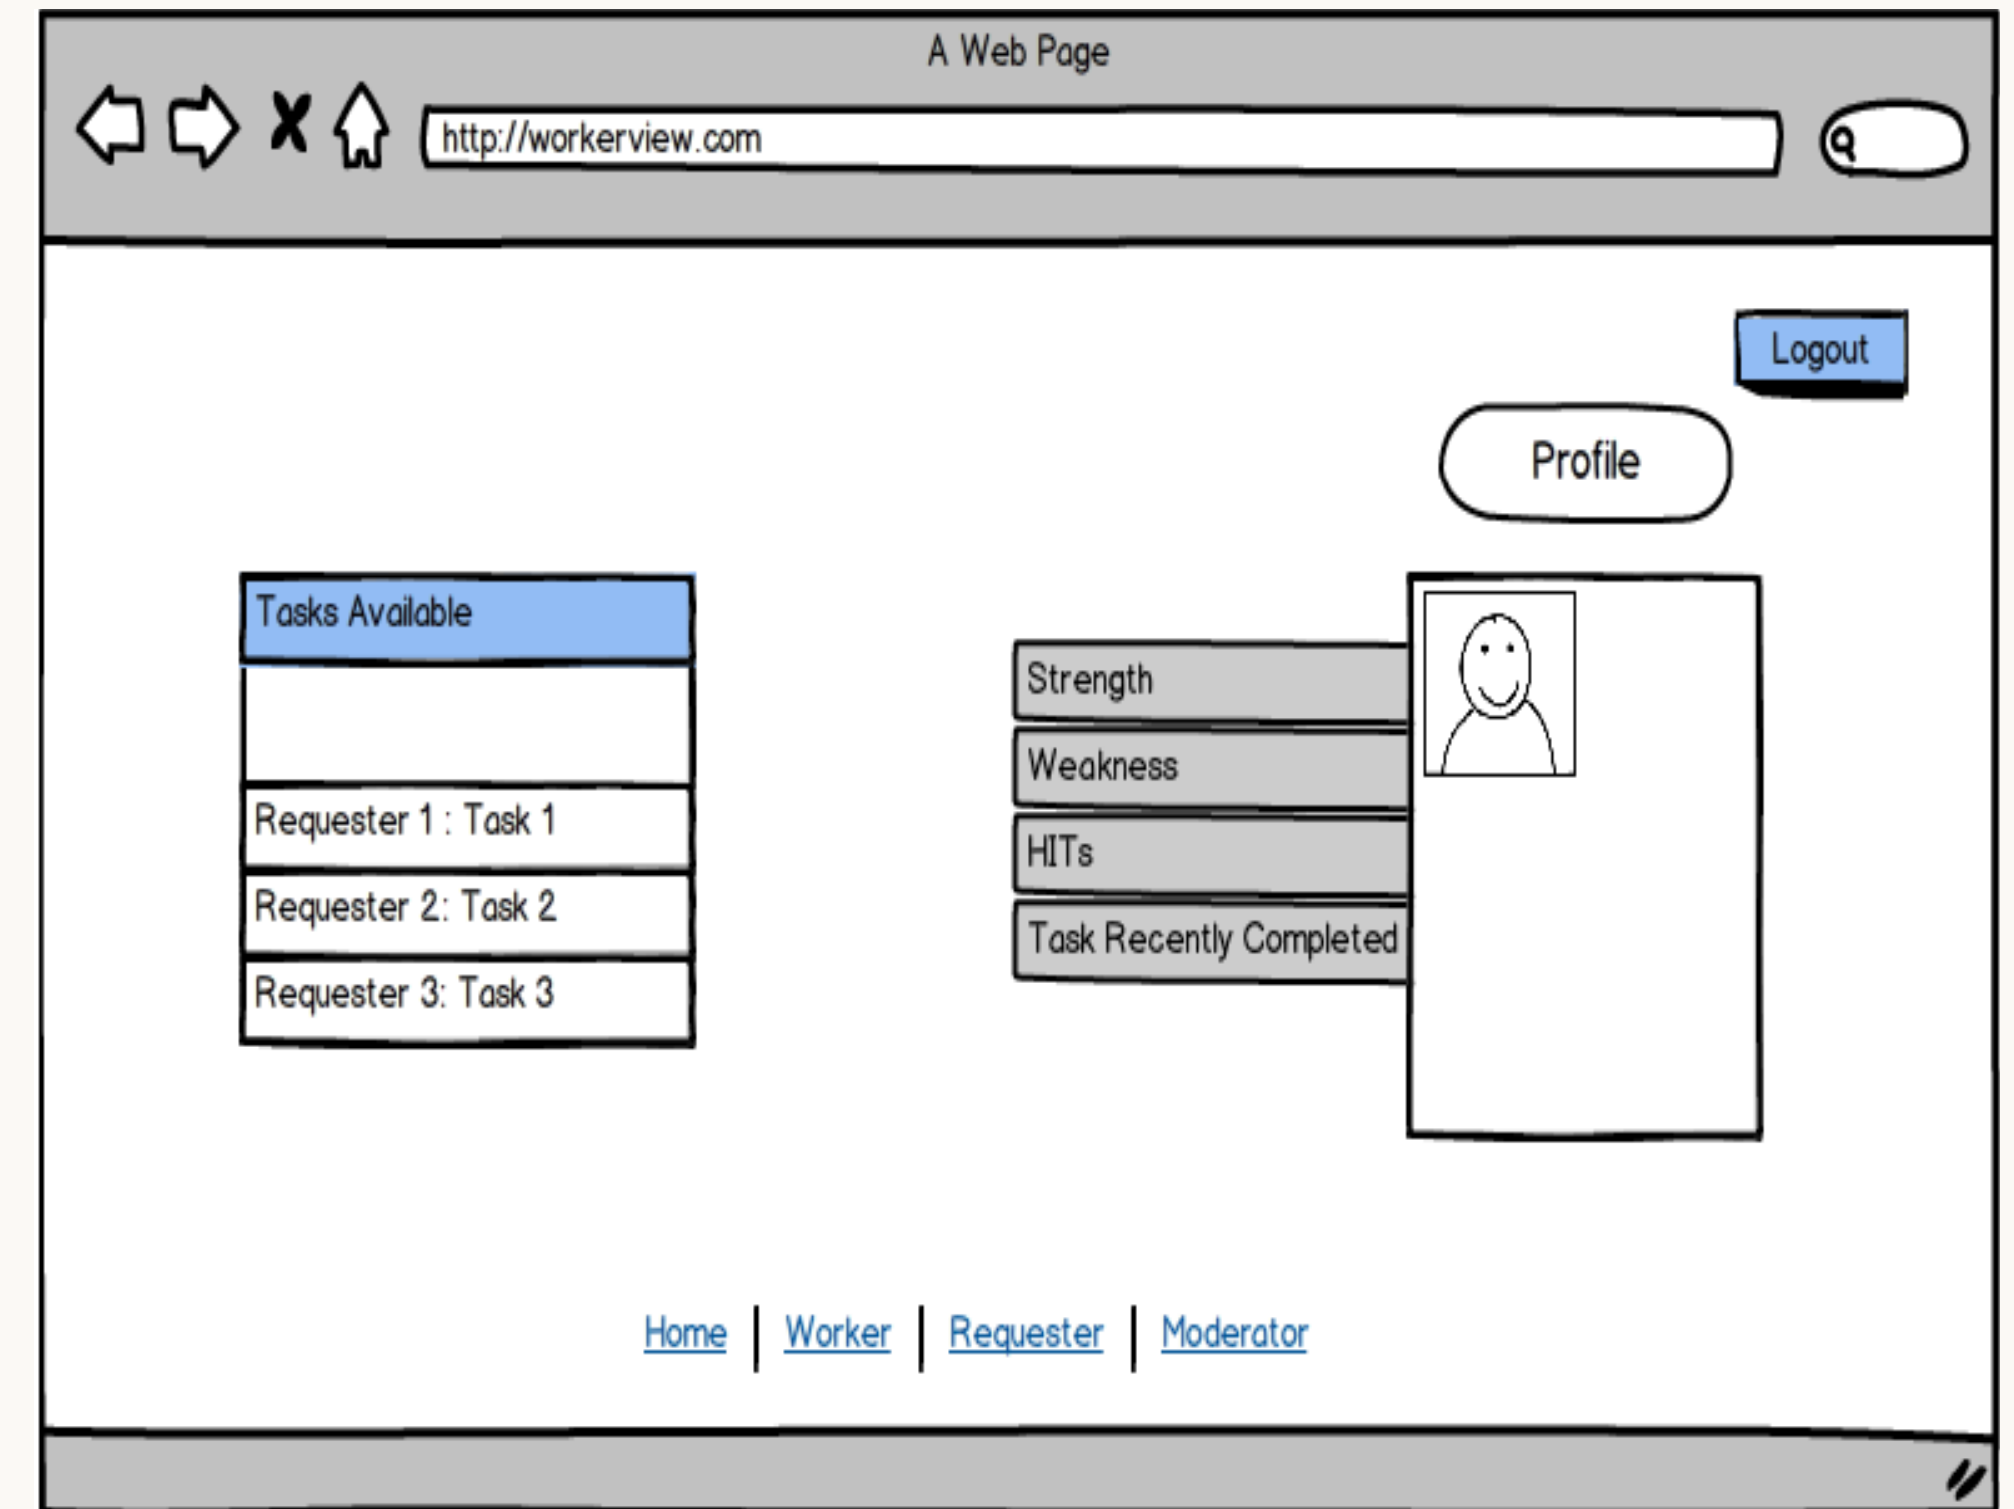 A Web Page
http://workerview.com
Logout
Profile
Tasks Available
Requester 1 : Task 1
Requester 2: Task 2
Requester 3: Task 3
Strength
Weakness
HITs
Task Recently Completed
Home | Worker | Requester | Moderator